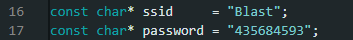 16 const char* ssid     = "Blast";
17 const char* password = "435684593";